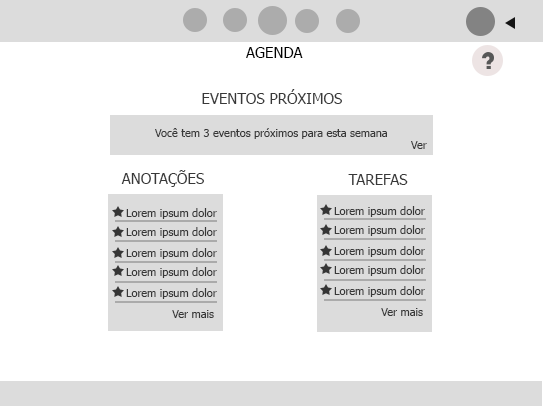 AGENDA
?
EVENTOS PRÓXIMOS
Você tem 3 eventos próximos para esta semana
Ver
ANOTAÇÕES
Lorem ipsum dolor
Lorem ipsum dolor
Lorem ipsum dolor
Lorem ipsum dolor
Lorem ipsum dolor
Ver mais
TAREFAS
Lorem ipsum dolor
Lorem ipsum dolor
Lorem ipsum dolor
Lorem ipsum dolor
Lorem ipsum dolor
Ver mais